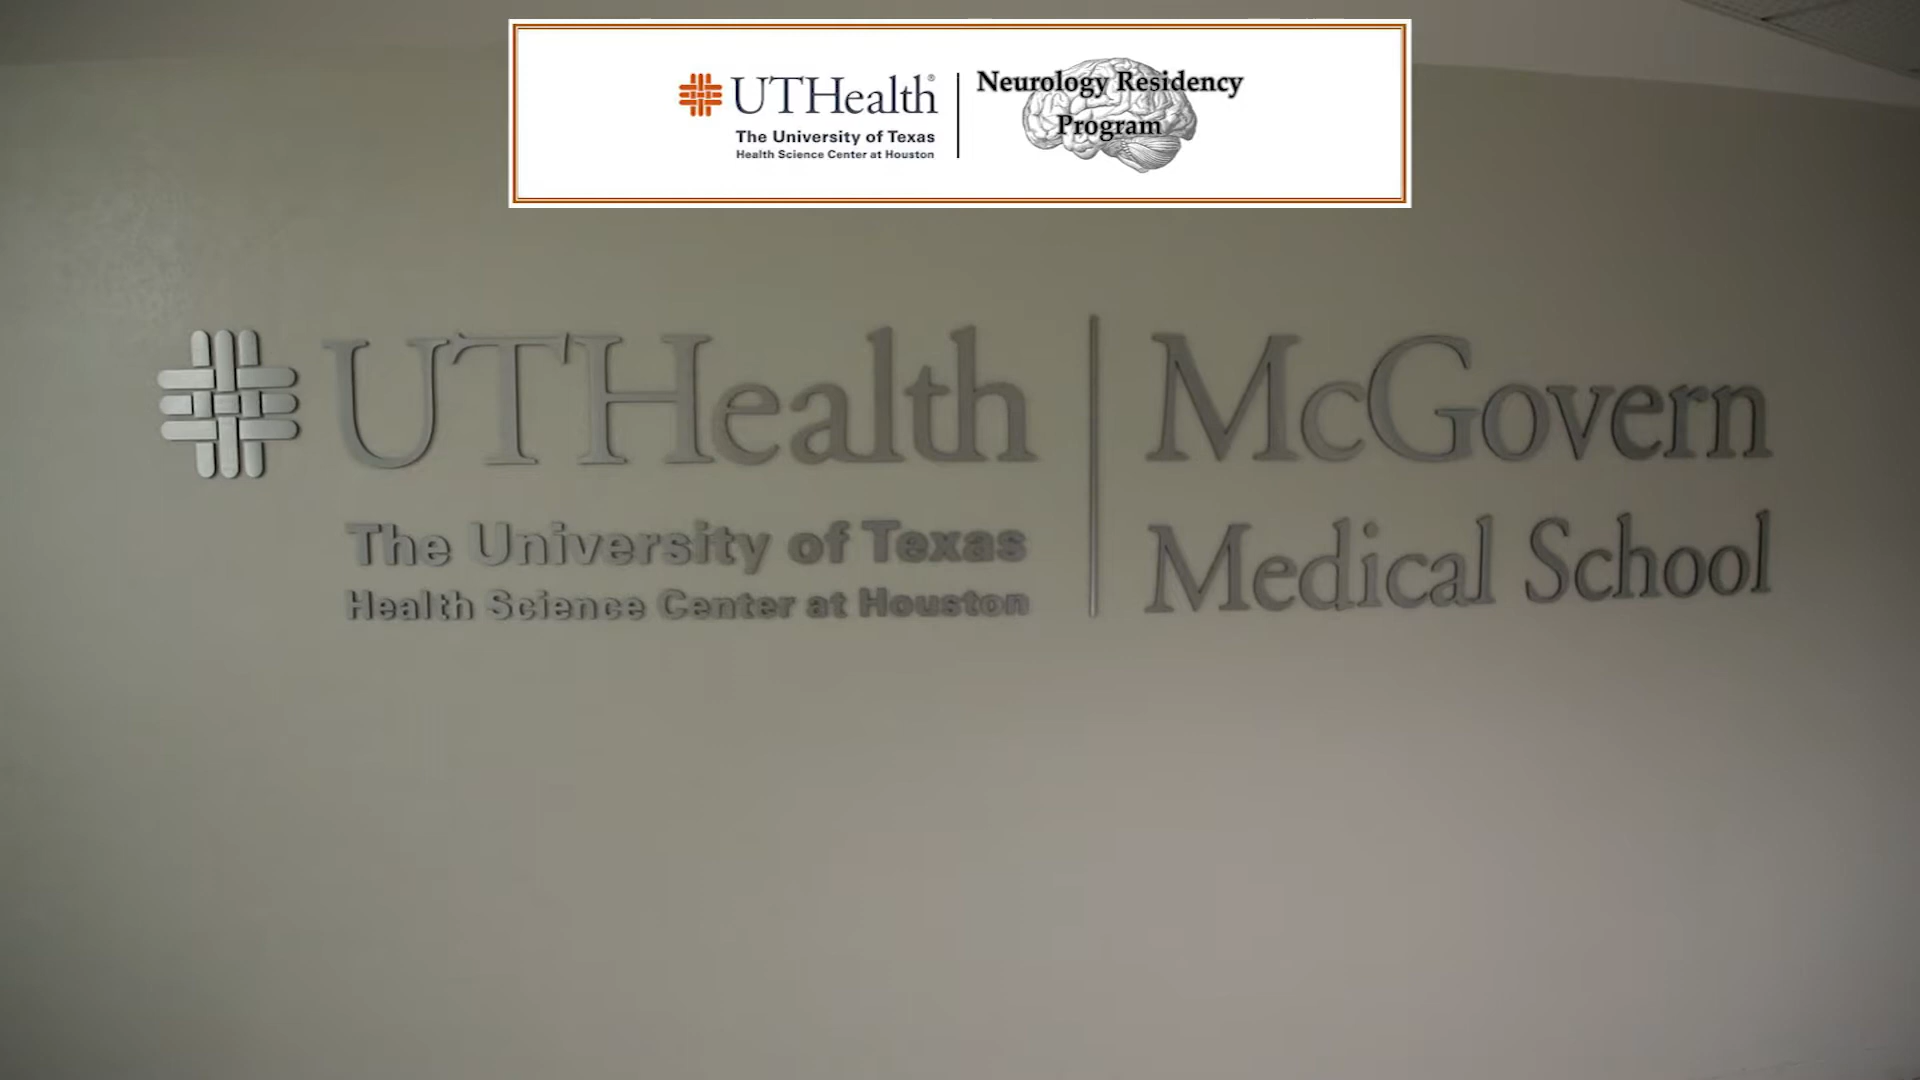 UTHealth®
The University of Texas
Health Science Center at Houston
Neurology Residency
Program
UTHealth
The University of Texas
Health Science Center at Houston
McGovern
Medical School